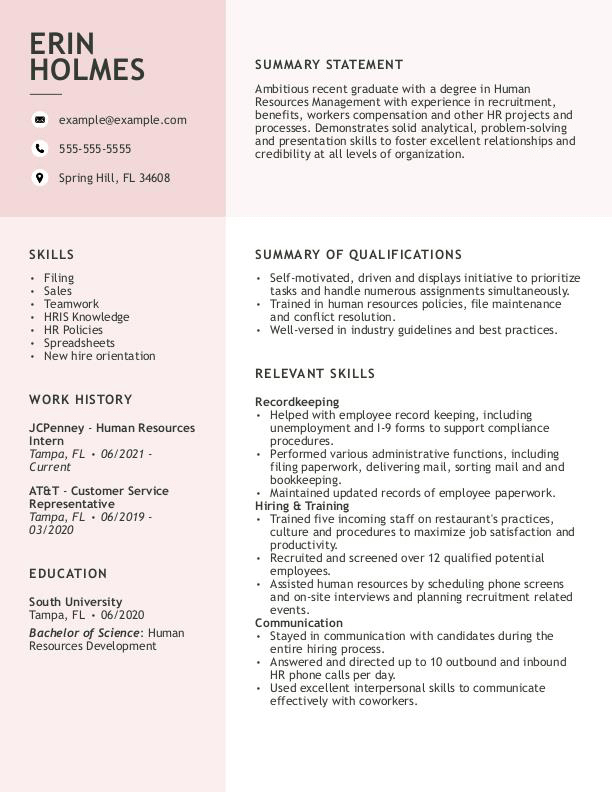 ERIN
HOLMES
example@example.com
555-555-5555
Spring Hill, FL 34608
SUMMARY STATEMENT
Ambitious recent graduate with a degree in Human
Resources Management with experience in recruitment,
benefits, workers compensation and other HR projects and
processes. Demonstrates solid analytical, problem-solving
and presentation skills to foster excellent relationships and
credibility at all levels of organization.
SKILLS
• Filing
• Sales
• Teamwork
• HRIS Knowledge
• HR Policies
• Spreadsheets
• New hire orientation
WORK HISTORY
JCPenney - Human Resources
Intern
Tampa, FL • 06/2021 -
Current
AT&T - Customer Service
Representative
Tampa, FL • 06/2019 -
03/2020
EDUCATION
South University
Tampa, FL • 06/2020
Bachelor of Science: Human
Resources Development
SUMMARY OF QUALIFICATIONS
• Self-motivated, driven and displays initiative to prioritize
tasks and handle numerous assignments simultaneously.
• Trained in human resources policies, file maintenance
and conflict resolution.
• Well-versed in industry guidelines and best practices.
RELEVANT SKILLS
Recordkeeping
• Helped with employee record keeping, including
unemployment and I-9 forms to support compliance
procedures.
• Performed various administrative functions, including
filing paperwork, delivering mail, sorting mail and and
bookkeeping.
• Maintained updated records of employee paperwork.
Hiring & Training
• Trained five incoming staff on restaurant's practices,
culture and procedures to maximize job satisfaction and
productivity.
• Recruited and screened over 12 qualified potential
employees.
• Assisted human resources by scheduling phone screens
and on-site interviews and planning recruitment related
events.
Communication
• Stayed in communication with candidates during the
entire hiring process.
• Answered and directed up to 10 outbound and inbound
HR phone calls per day.
• Used excellent interpersonal skills to communicate
effectively with coworkers.